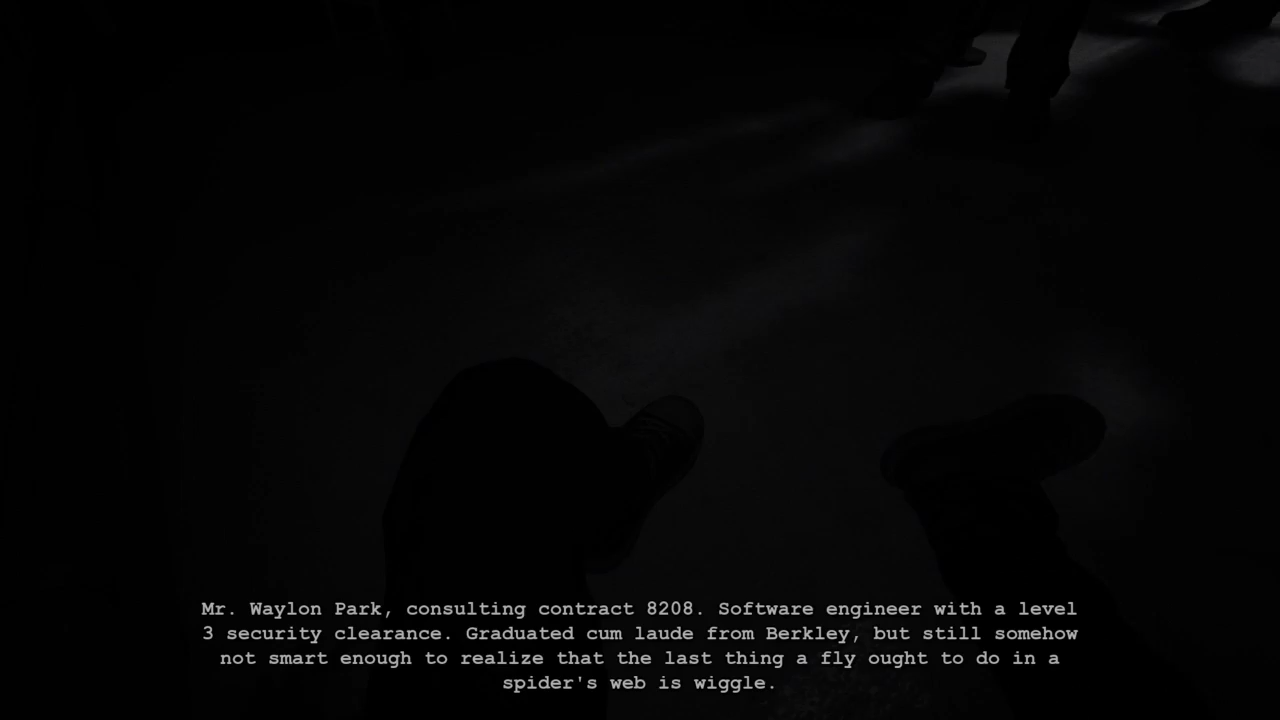 Mr. Waylon Park, consulting contract 8208. Software engineer with a level
3 security clearance. Graduated cum laude from Berkley, but still somehow
not smart enough to realize that the last thing a fly ought to do in a
spider's web is wiggle.